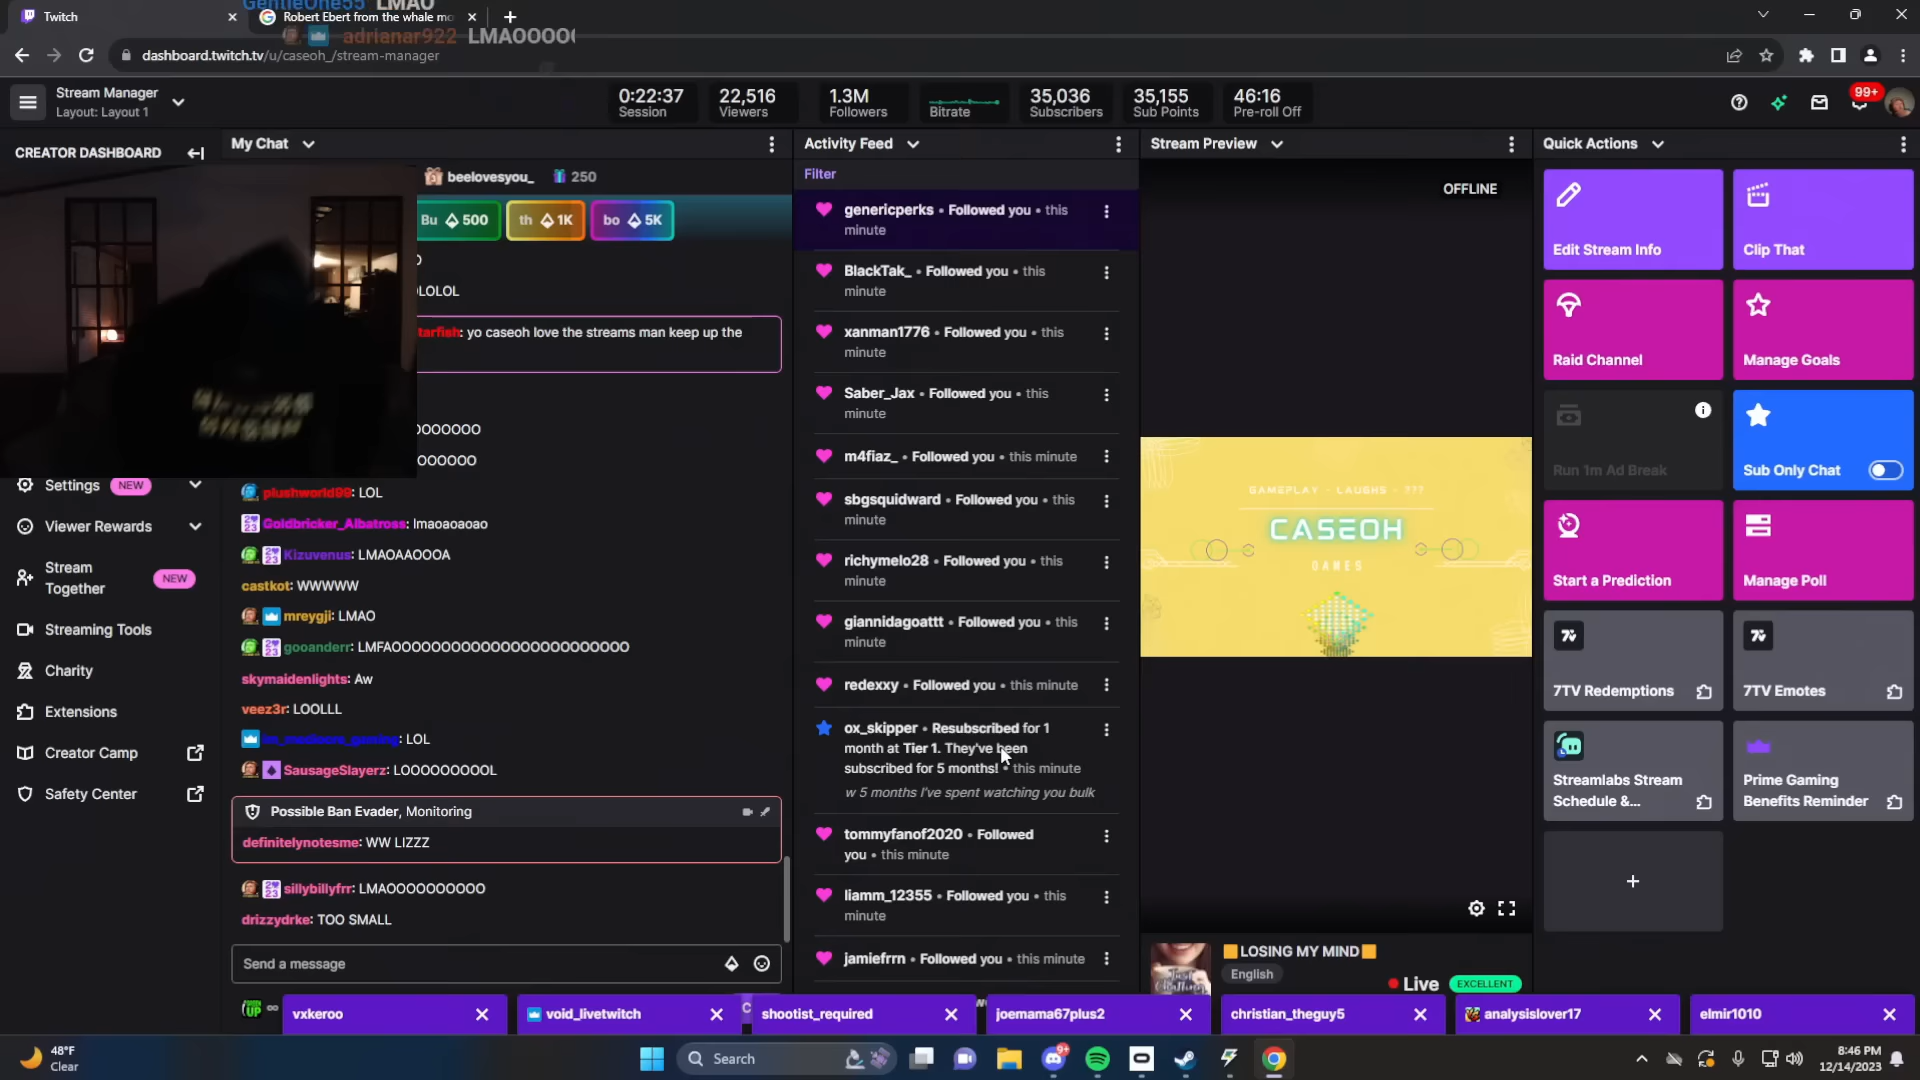 GentleOne55 LMAO
Twitch
Robert Ebert from the whale mo
adrianar922 LMAOOOO
dashboard.twitch.tv/u/caseoh_/stream-manager
Stream Manager
Layout: Layout 1
0:22:37
Session
22,516
Viewers
1.3M
Followers
Bitrate
35,036
Subscribers
35,155
Sub Points
46:16
Pre-roll Off
99+
CREATOR DASHBOARD
Settings NEW
Viewer Rewards
Stream
Together
NEW
Streaming Tools
Charity
Extensions
Creator Camp
Safety Center
My Chat
beelovesyou_ 250
Bu 500
th 1K
bo 5K
LOLOL
tarfish: yo caseoh love the streams man keep up the
OOOOOOO
OOOOOO
plushworld99: LOL
Goldbricker_Albatross: lmaoaoaoao
Kizuvenus: LMAOAAOOOA
castkot: WWWWW
mreygji: LMAO
gooanderr: LMFAOOOOOOOOOOOOOOOOOOOOOOOO
skymaidenlights: Aw
veez3r: LOOLLL
im_mediocre_gaming: LOL
SausageSlayerz: LOOOOOOOOOL
Possible Ban Evader, Monitoring
definitelynotesme: WW LIZZZ
sillybillyfrr: LMAOOOOOOOOOO
drizzydrke: TOO SMALL
Send a message
Activity Feed
Filter
genericperks • Followed you • this
minute
BlackTak_ • Followed you • this
minute
xanman1776 • Followed you • this
minute
Saber_Jax • Followed you • this
minute
m4fiaz_ • Followed you • this minute
sbgsquidward • Followed you • this
minute
richymelo28 • Followed you • this
minute
giannidagoattt • Followed you • this
minute
redexxy • Followed you • this minute
ox_skipper • Resubscribed for 1
month at Tier 1. They've been
subscribed for 5 months! • this minute
w 5 months I've spent watching you bulk
tommyfanof2020 • Followed
you • this minute
liamm_12355 • Followed you • this
minute
jamiefrrn • Followed you • this minute
Stream Preview
OFFLINE
GAMEPLAY - LAUGHS - ???
CASEOH
GAMES
LOSING MY MIND
English
Live
EXCELLENT
Quick Actions
Edit Stream Info
Clip That
Raid Channel
Manage Goals
Run 1m Ad Break
Sub Only Chat
Start a Prediction
Manage Poll
7TV Redemptions
7TV Emotes
Streamlabs Stream
Schedule &...
Prime Gaming
Benefits Reminder
vxkeroo
void_livetwitch
shootist_required
joemama67plus2
christian_theguy5
analysislover17
elmir1010
48°F
Clear
Search
8:46 PM
12/14/2023